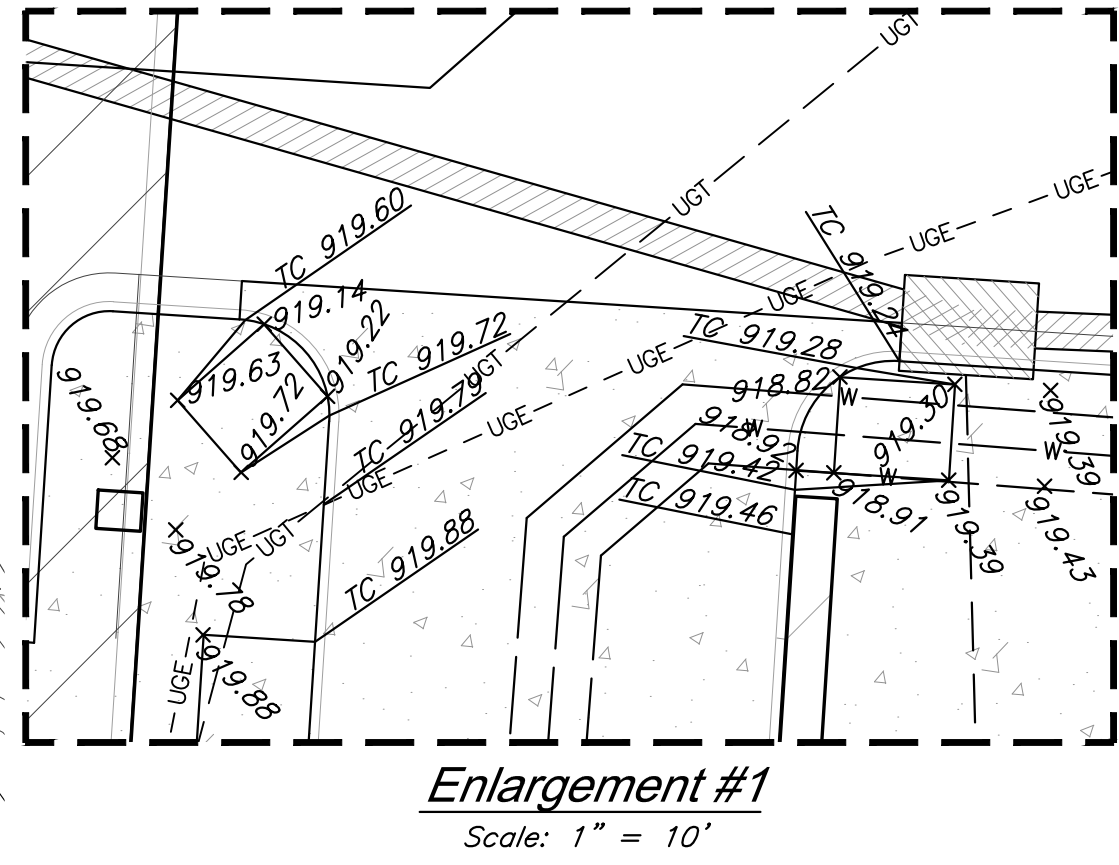 UGT
UGE
TC 919.60
UGT
UGE
TC 919.24
919.14
919.22
UGE
TC 919.72
TC 919.28
UGT
UGE
919.63
919.72
TC 919.79
918.82
W
919.30
919.68
UGE
918.92
W
919.39
TC 919.42
W
UGE
TC 919.46
W
918.91
919.39
919.43
UGE
UGT
919.78
TC 919.88
UGE
919.88
Enlargement #1
Scale: 1" = 10'